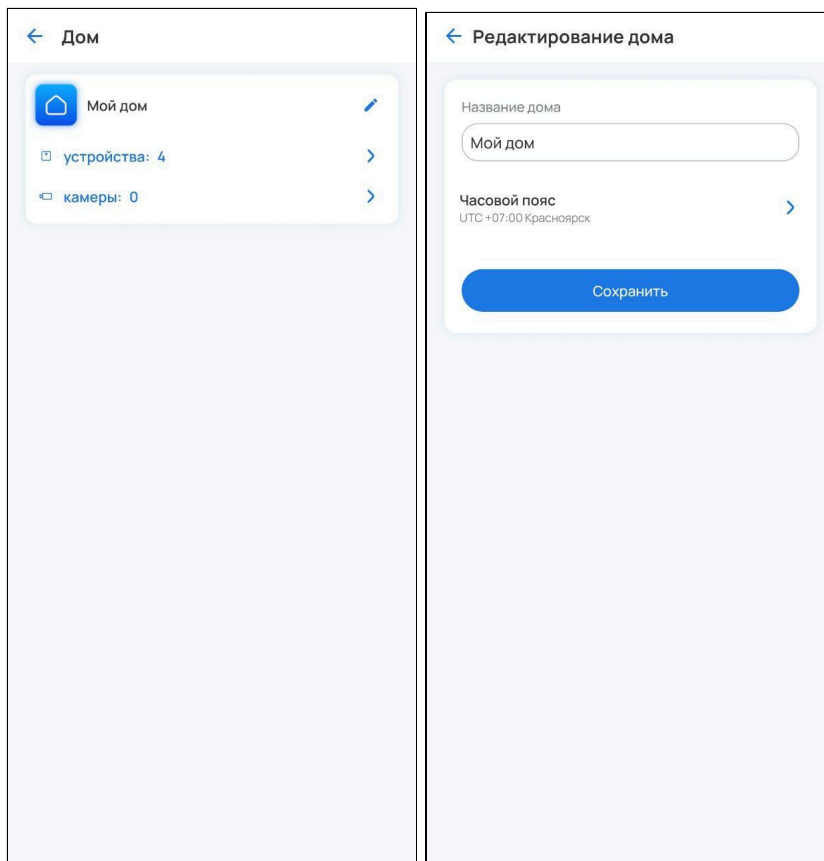 Дом
Мой дом
устройства: 4
камеры: 0
Редактирование дома
Название дома
Мой дом
Часовой пояс
UTC +07:00 Красноярск
Сохранить